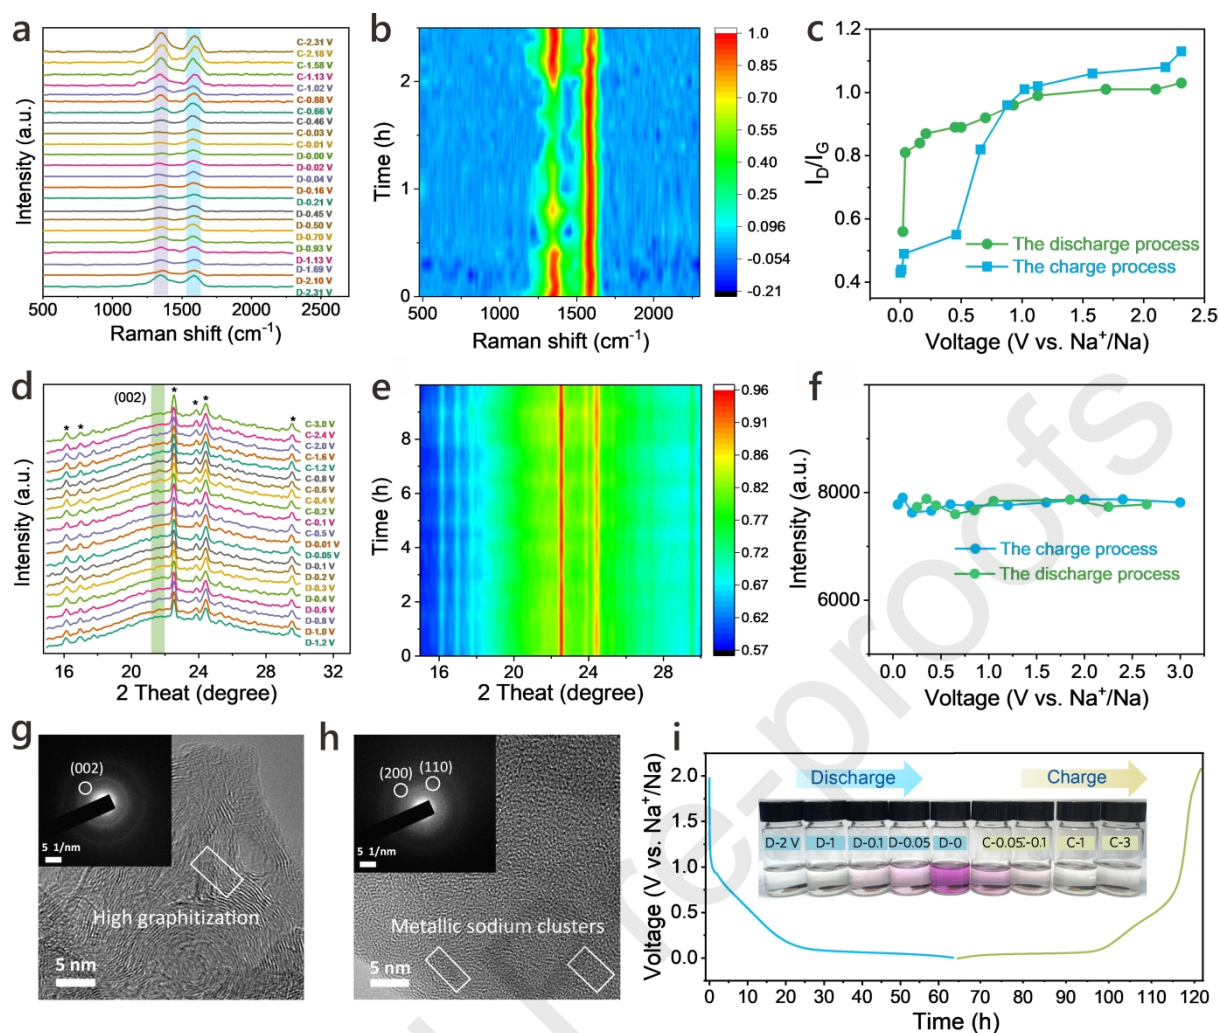 a
Intensity (a.u.)
C-2.31 V
C-2.18 V
C-1.58 V
C-1.13 V
C-1.02 V
C-0.88 V
C-0.66 V
C-0.46 V
C-0.03 V
C-0.01 V
D-0.00 V
D-0.02 V
D-0.04 V
D-0.16 V
D-0.21 V
D-0.45 V
D-0.50 V
D-0.70 V
D-0.93 V
D-1.13 V
D-1.69 V
D-2.10 V
D-2.31 V
500 1000 1500 2000 2500
Raman shift (cm⁻¹)
b
Time (h)
2
1
0
500 1000 1500 2000
Raman shift (cm⁻¹)
1.0
1.0
0.85
0.70
0.55
0.40
0.25
0.096
-0.054
-0.21
c
I_D/I_G
1.2
1.0
0.8
0.6
0.4
The discharge process
The charge process
0.0 0.5 1.0 1.5 2.0 2.5
Voltage (V vs. Na⁺/Na)
d
Intensity (a.u.)
(002)
* * * * * *
C-3.0 V
C-2.4 V
C-2.0 V
C-1.6 V
C-1.2 V
C-0.8 V
C-0.6 V
C-0.4 V
C-0.2 V
C-0.1 V
C-0.5 V
D-0.01 V
D-0.05 V
D-0.1 V
D-0.2 V
D-0.3 V
D-0.4 V
D-0.6 V
D-0.8 V
D-1.0 V
D-1.2 V
16 20 24 28 32
2 Theat (degree)
e
Time (h)
8
6
4
2
0
16 20 24 28
2 Theat (degree)
0.96
0.91
0.87
0.82
0.77
0.72
0.67
0.62
0.57
f
Intensity (a.u.)
8000
6000
The charge process
The discharge process
0.0 0.5 1.0 1.5 2.0 2.5 3.0
Voltage (V vs. Na⁺/Na)
g
(002)
5 1/nm
High graphitization
5 nm
h
(200) (110)
5 1/nm
Metallic sodium clusters
5 nm
i
Voltage (V vs. Na⁺/Na)
2.0
1.5
1.0
0.5
0.0
Discharge
Charge
D-2 V D-1 D-0.1 D-0.05 D-0 C-0.05 C-0.1 C-1 C-3
0 10 20 30 40 50 60 70 80 90 100 110 120
Time (h)
re-proofs